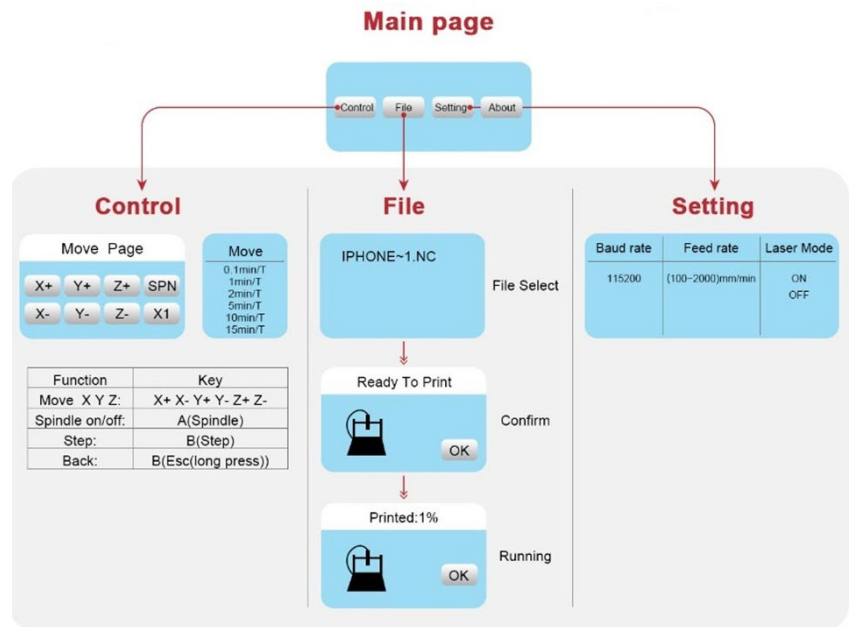 Main page
Control File Setting About
Control
Move Page
X+ Y+ Z+ SPN
X- Y- Z- X1
Move
0.1min/T
1min/T
2min/T
5min/T
10min/T
15min/T
Function Key
Move X Y Z: X+ X- Y+ Y- Z+ Z-
Spindle on/off: A(Spindle)
Step: B(Step)
Back: B(Esc(long press))
File
IPHONE~1.NC
File Select
Ready To Print
OK
Confirm
Printed:1%
OK
Running
Setting
Baud rate Feed rate Laser Mode
115200 (100~2000)mm/min ON
OFF